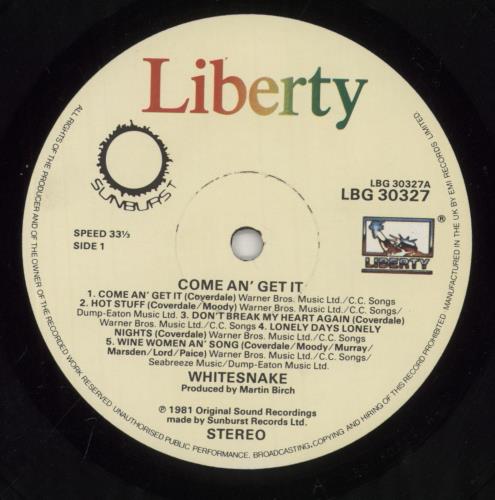 Liberty
SUNBURST
LBG 30327A
LBG 30327
SPEED 33⅓
SIDE 1
LIBERTY
®
COME AN' GET IT
1. COME AN' GET IT (Coverdale) Warner Bros. Music Ltd./C.C. Songs
2. HOT STUFF (Coverdale/Moody) Warner Bros. Music Ltd./C.C. Songs/
Dump-Eaton Music Ltd. 3. DON'T BREAK MY HEART AGAIN (Coverdale)
Warner Bros. Music Ltd./C.C. Songs 4. LONELY DAYS LONELY
NIGHTS (Coverdale) Warner Bros. Music Ltd./C.C. Songs
5. WINE WOMEN AN' SONG (Coverdale/Moody/Murray/
Marsden/Lord/Paice) Warner Bros. Music Ltd./C.C. Songs/
Seabreeze Music/Dump-Eaton Music Ltd.
WHITESNAKE
Produced by Martin Birch
℗ 1981 Original Sound Recordings
made by Sunburst Records Ltd.
STEREO
ALL RIGHTS OF THE PRODUCER AND OF THE OWNER OF THE RECORDED WORK RESERVED. UNAUTHORISED PUBLIC PERFORMANCE, BROADCASTING, COPYING AND HIRING OF THIS RECORD PROHIBITED. MANUFACTURED IN THE UK BY EMI RECORDS LIMITED